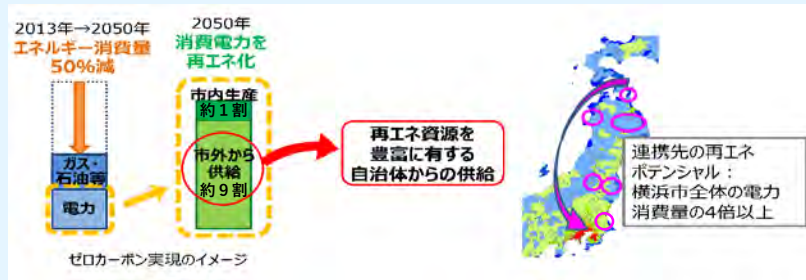 2013年→2050年
エネルギー消費量
50%減
ガス・
石油等
電力
2050年
消費電力を
再エネ化
市内生産
約1割
市外から
供給
約9割
再エネ資源を
豊富に有する
自治体からの供給
連携先の再エネ
ポテンシャル：
横浜市全体の電力
消費量の4倍以上
ゼロカーボン実現のイメージ